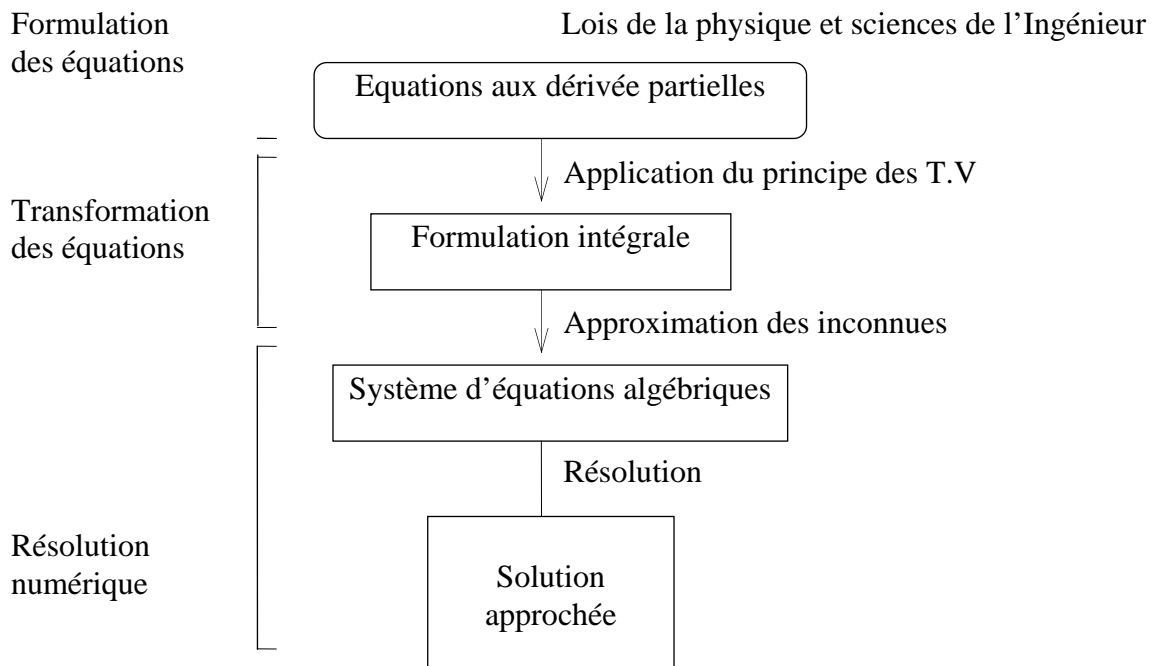 Formulation
des équations
Lois de la physique et sciences de l’Ingénieur
Equations aux dérivée partielles
Application du principe des T.V
Transformation
des équations
Formulation intégrale
Approximation des inconnues
Système d’équations algébriques
Résolution
Résolution
numérique
Solution
approchée